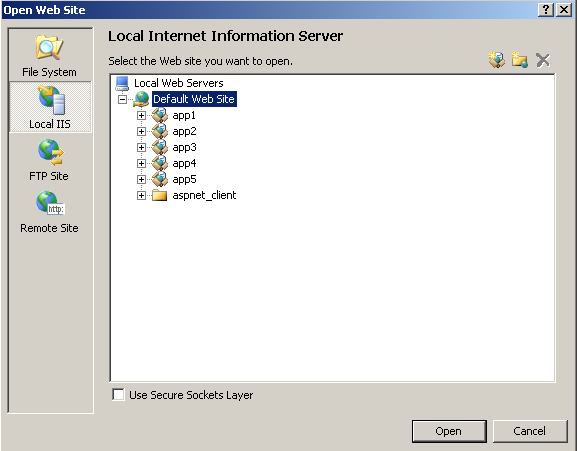 Open Web Site
Local Internet Information Server
Select the Web site you want to open.
File System
Local IIS
FTP Site
http:
Remote Site
Local Web Servers
Default Web Site
app1
app2
app3
app4
app5
aspnet_client
Use Secure Sockets Layer
Open
Cancel